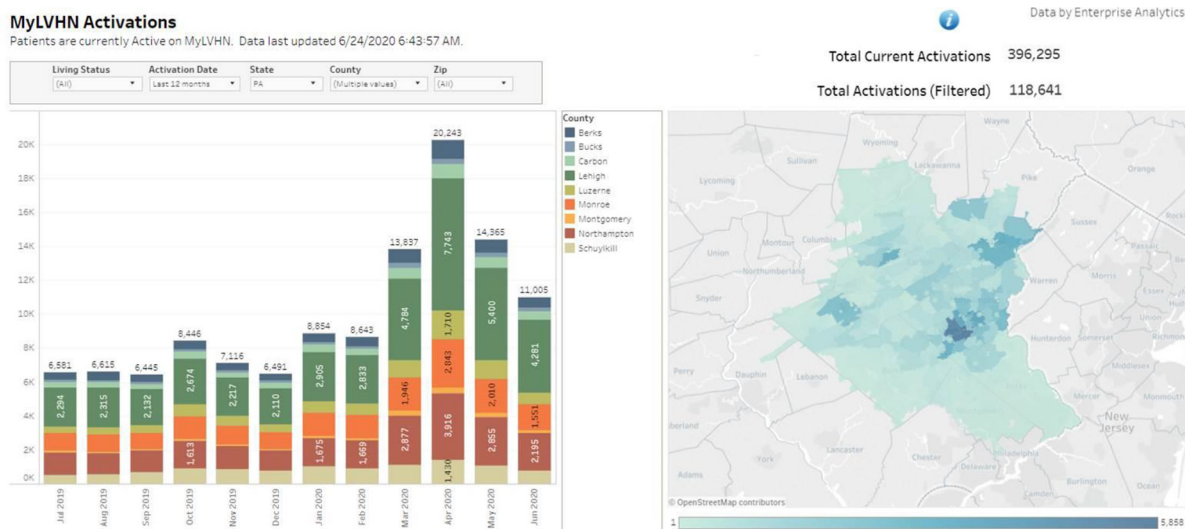 MyLVHN Activations
Patients are currently Active on MyLVHN. Data last updated 6/24/2020 6:43:57 AM.
Data by Enterprise Analytics
Total Current Activations 396,295
Total Activations (Filtered) 118,641
Living Status Activation Date State County Zip
(All) Last 12 months PA (Multiple values) (All)
20K
18K
16K
14K
12K
10K
8K
6K
4K
2K
0K
6,581
2,294
6,615
2,315
6,445
2,132
8,446
2,674
1,613
7,116
2,217
6,491
2,110
8,854
2,905
1,675
8,643
2,833
1,669
13,837
4,784
1,946
2,877
20,243
7,743
1,710
2,843
3,916
1,430
14,365
5,400
2,010
2,855
11,005
4,281
1,551
2,195
Jul 2019
Aug 2019
Sep 2019
Oct 2019
Nov 2019
Dec 2019
Jan 2020
Feb 2020
Mar 2020
Apr 2020
May 2020
Jun 2020
County
Berks
Bucks
Carbon
Lehigh
Luzerne
Monroe
Montgomery
Northampton
Schuylkill
Wayne
Wyoming
Sullivan
Lackawanna
Lycoming
Pike
Orange
Sussex
Montour
Columbia
Union
Northumberland
Warren
Morris
Essex
Snyder
Union
Hunterdon
Somerset
Richmond
Perry
Dauphin
Lebanon
Middlesex
Mercer
Monmouth
New
Jersey
Lancaster
York
Chester
Philadelphia
Delaware
Adams
Burlington
Camden
Ocean
© OpenStreetMap contributors
1 5,858